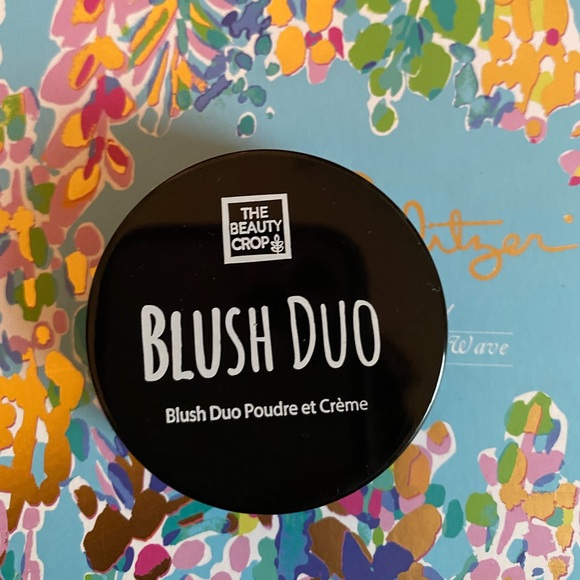 THE
BEAUTY
CROP
BLUSH DUO
Blush Duo Poudre et Crème
Wave